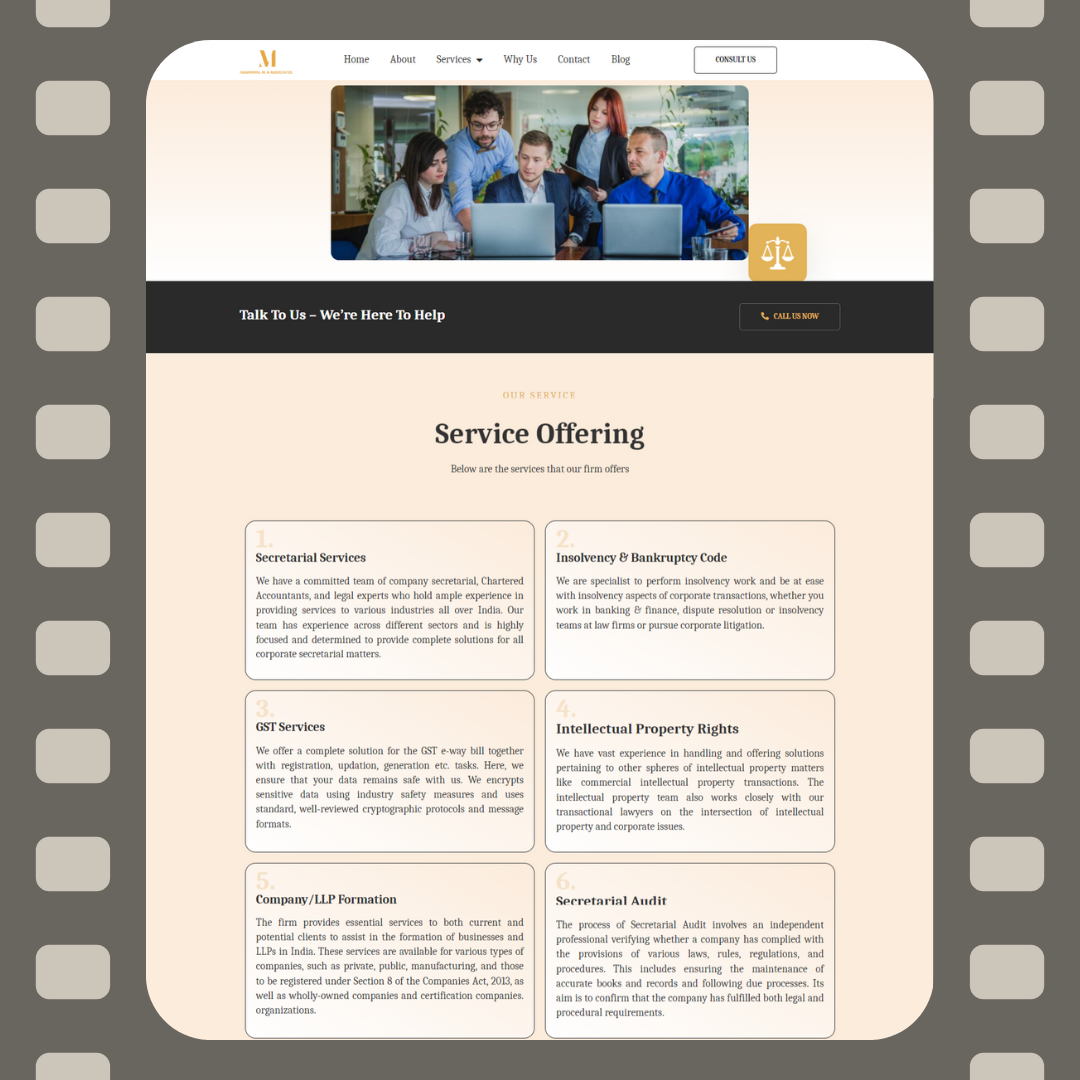 M
Home About Services Why Us Contact Blog CONSULT US
Talk To Us – We're Here To Help
CALL US NOW
OUR SERVICE
Service Offering
Below are the services that our firm offers
1.
Secretarial Services
We have a committed team of company secretarial, Chartered
Accountants, and legal experts who hold ample experience in
providing services to various industries all over India. Our
team has experience across different sectors and is highly
focused and determined to provide complete solutions for all
corporate secretarial matters.
2.
Insolvency & Bankruptcy Code
We are specialist to perform insolvency work and be at ease
with insolvency aspects of corporate transactions, whether you
work in banking & finance, dispute resolution or insolvency
teams at law firms or pursue corporate litigation.
3.
GST Services
We offer a complete solution for the GST e-way bill together
with registration, updation, generation etc. tasks. Here, we
ensure that your data remains safe with us. We encrypts
sensitive data using industry safety measures and uses
standard, well-reviewed cryptographic protocols and message
formats.
4.
Intellectual Property Rights
We have vast experience in handling and offering solutions
pertaining to other spheres of intellectual property matters
like commercial intellectual property transactions. The
intellectual property team also works closely with our
transactional lawyers on the intersection of intellectual
property and corporate issues.
5.
Company/LLP Formation
The firm provides essential services to both current and
potential clients to assist in the formation of businesses and
LLPs in India. These services are available for various types of
companies, such as private, public, manufacturing, and those
to be registered under Section 8 of the Companies Act, 2013, as
well as wholly-owned companies and certification companies.
organizations.
6.
Secretarial Audit
The process of Secretarial Audit involves an independent
professional verifying whether a company has complied with
the provisions of various laws, rules, regulations, and
procedures. This includes ensuring the maintenance of
accurate books and records and following due processes. Its
aim is to confirm that the company has fulfilled both legal and
procedural requirements.